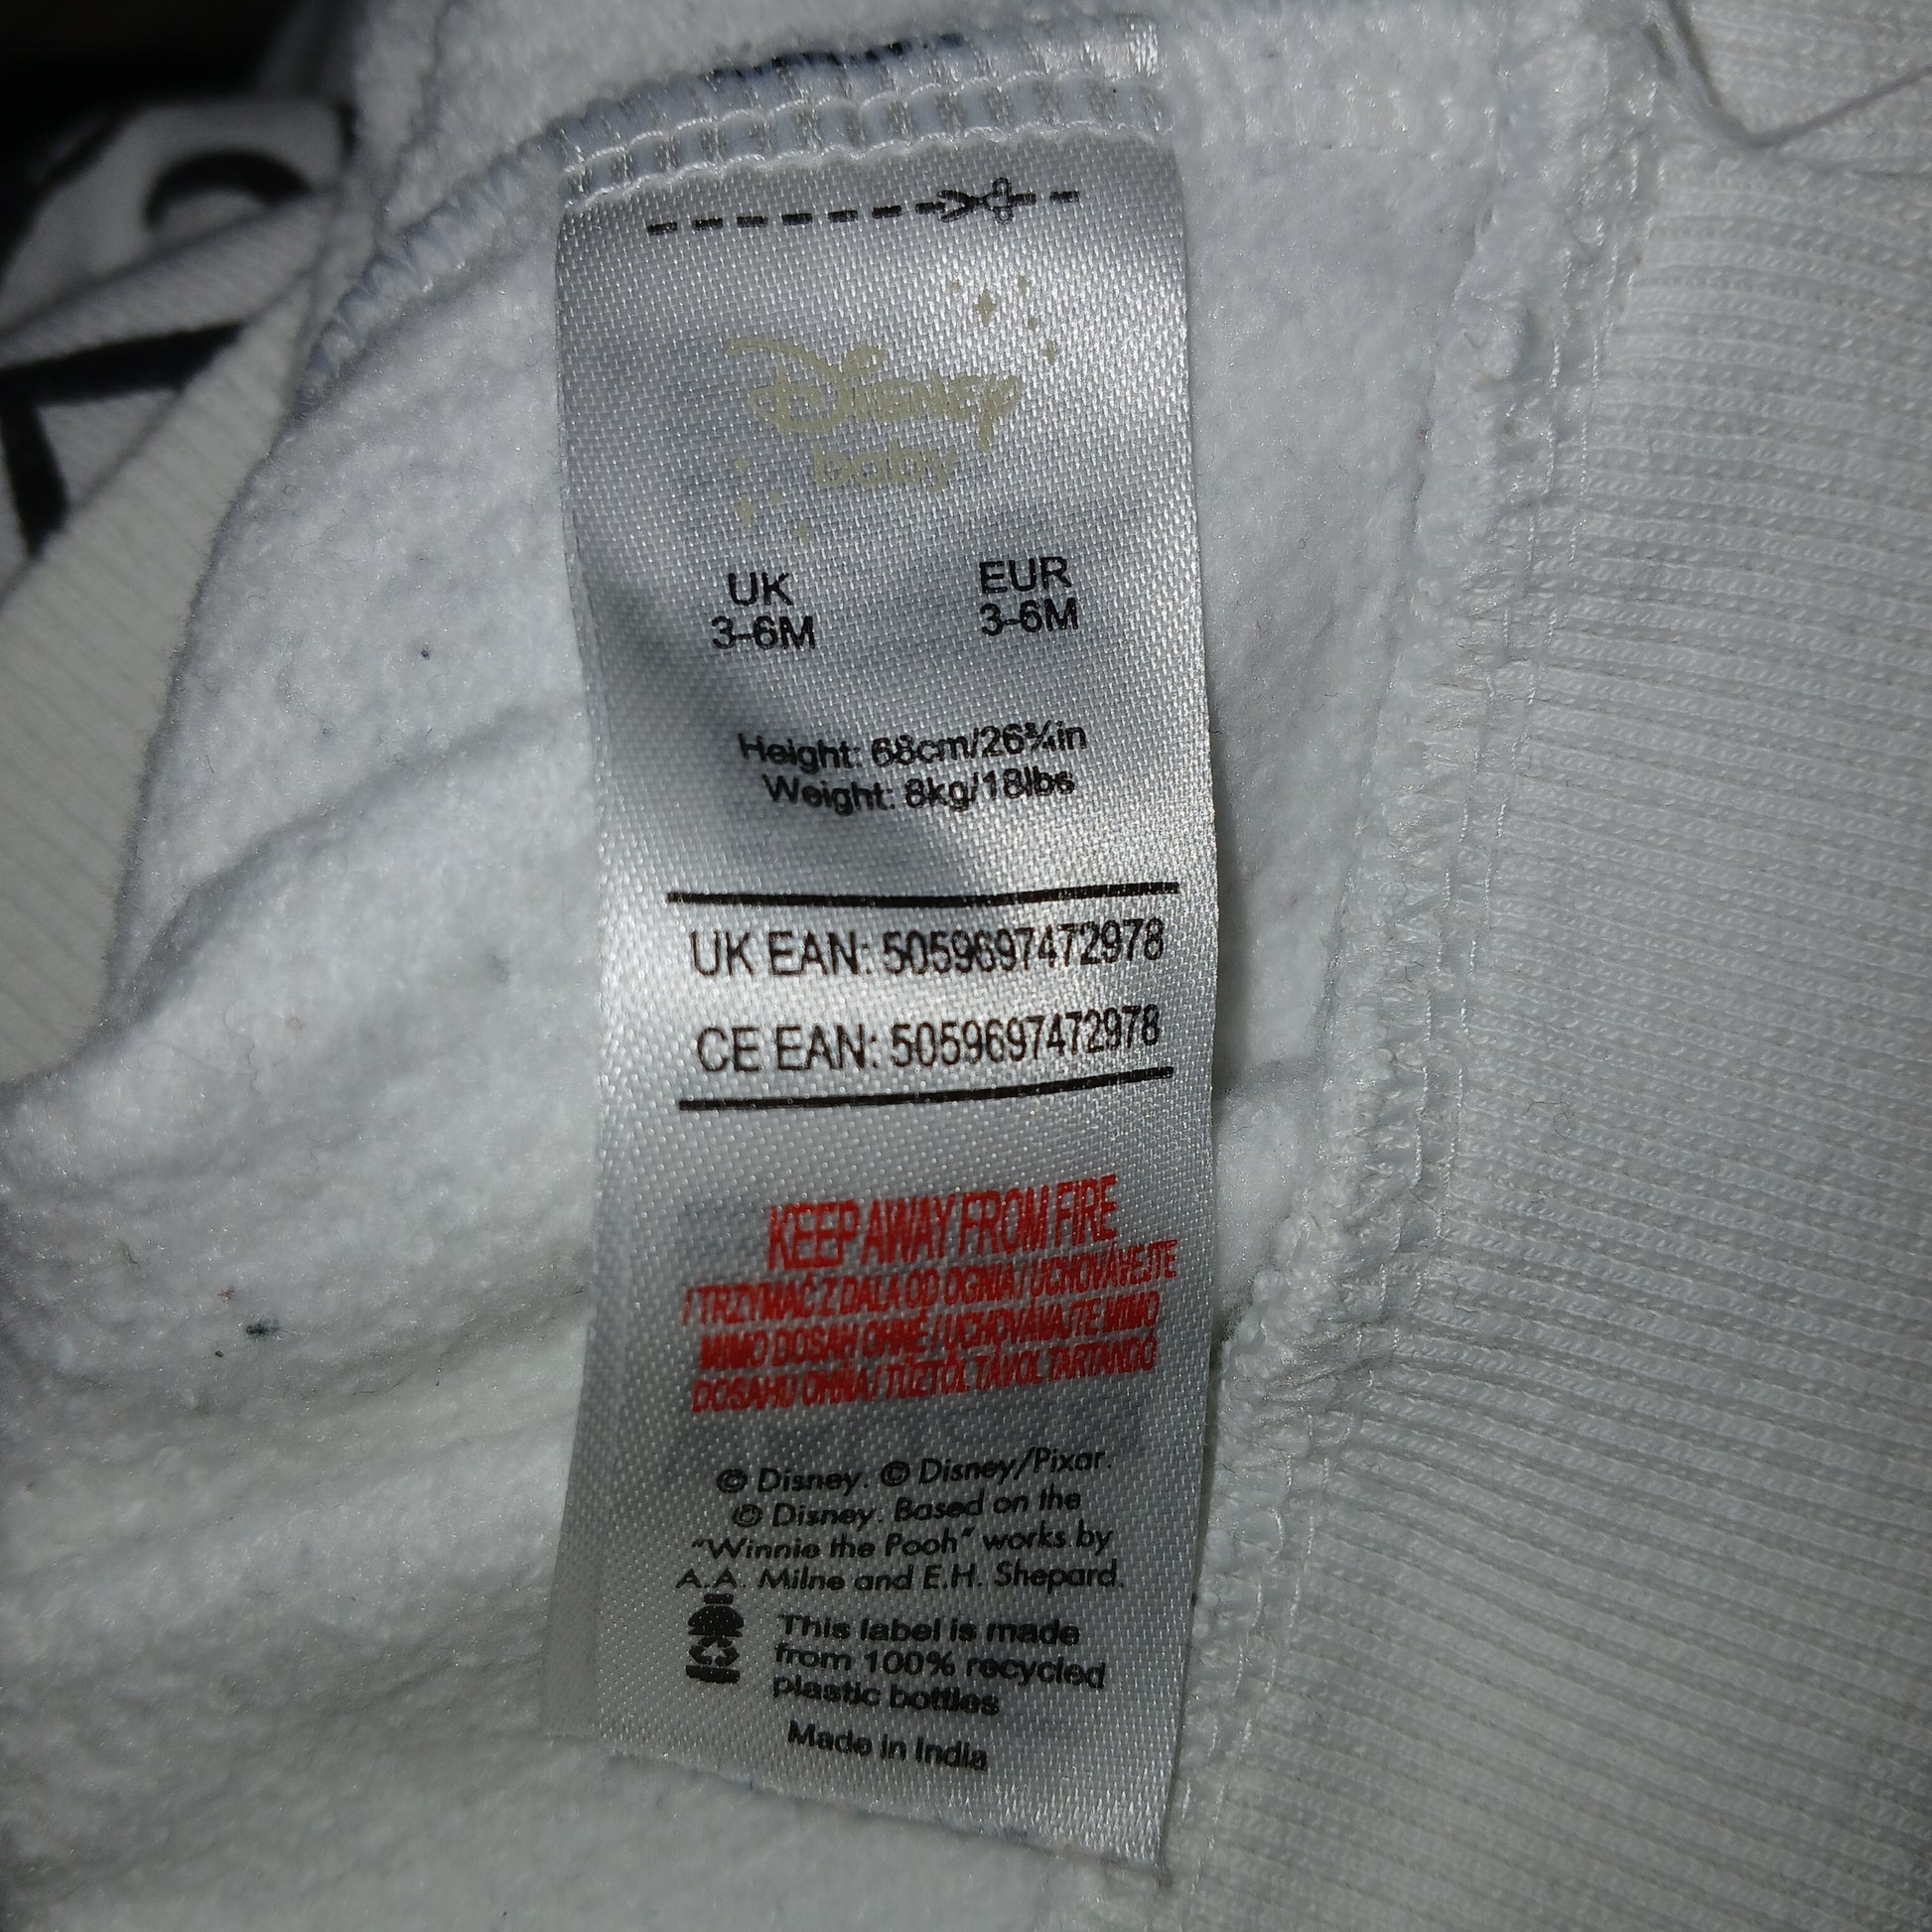 Disney
baby
UK EUR
3-6M 3-6M
Height: 68cm/26¾in
Weight: 8kg/18lbs
UK EAN: 5059697472978
CE EAN: 5059697472978
KEEP AWAY FROM FIRE
/ TRZYMAĆ Z DALA OD OGNIA / UCHOVÁVEJTE
MIMO DOSAH OHNĚ / UCHOVÁVAJTE MIMO
DOSAHU OHŇA / TŰZTŐL TÁVOL TARTANDÓ
© Disney. © Disney/Pixar.
© Disney. Based on the
"Winnie the Pooh" works by
A.A. Milne and E.H. Shepard.
This label is made
from 100% recycled
plastic bottles
Made in India